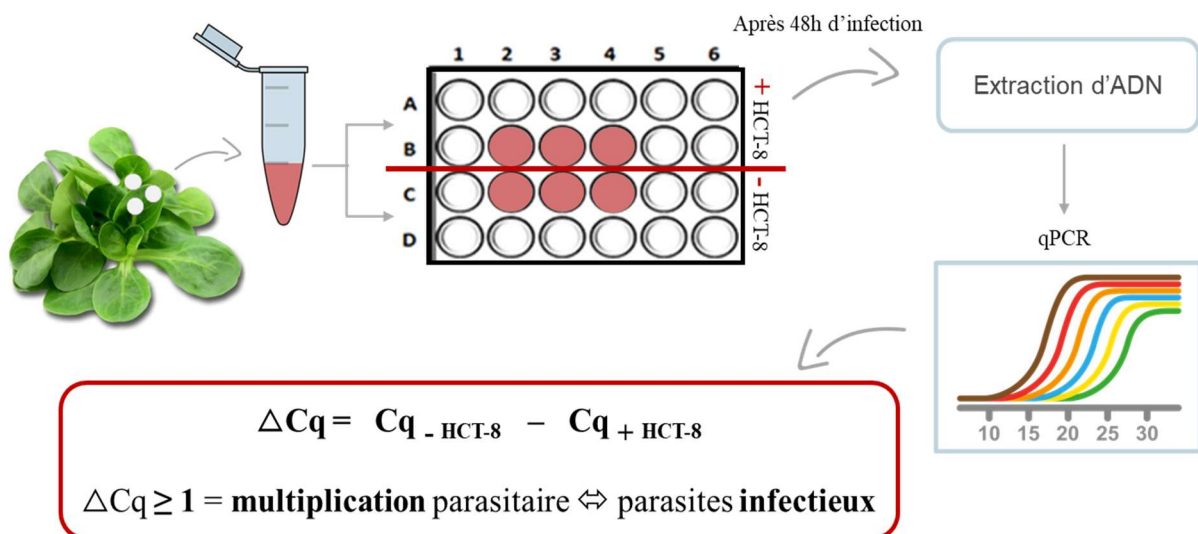 Après 48h d’infection
1 2 3 4 5 6
A
B
C
D
+ HCT-8
- HCT-8
Extraction d’ADN
qPCR
10 15 20 25 30
△Cq = Cq - HCT-8 – Cq + HCT-8
△Cq ≥ 1 = multiplication parasitaire ⇔ parasites infectieux